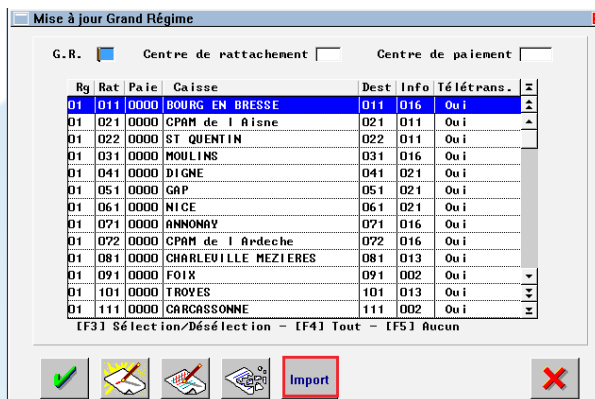 Mise à jour Grand Régime
G.R. Centre de rattachement Centre de paiement
Rg Rat Paie Caisse Dest Info Télétrans.
01 011 0000 BOURG EN BRESSE 011 016 Oui
01 021 0000 CPAM de l Aisne 021 011 Oui
01 022 0000 ST QUENTIN 022 011 Oui
01 031 0000 MOULINS 031 016 Oui
01 041 0000 DIGNE 041 021 Oui
01 051 0000 GAP 051 021 Oui
01 061 0000 NICE 061 021 Oui
01 071 0000 ANNONAY 071 016 Oui
01 072 0000 CPAM de l Ardeche 072 016 Oui
01 081 0000 CHARLEVILLE MEZIERES 081 013 Oui
01 091 0000 FOIX 091 002 Oui
01 101 0000 TROYES 101 013 Oui
01 111 0000 CARCASSONNE 111 002 Oui
[F3] Sélection/Désélection - [F4] Tout - [F5] Aucun
Import